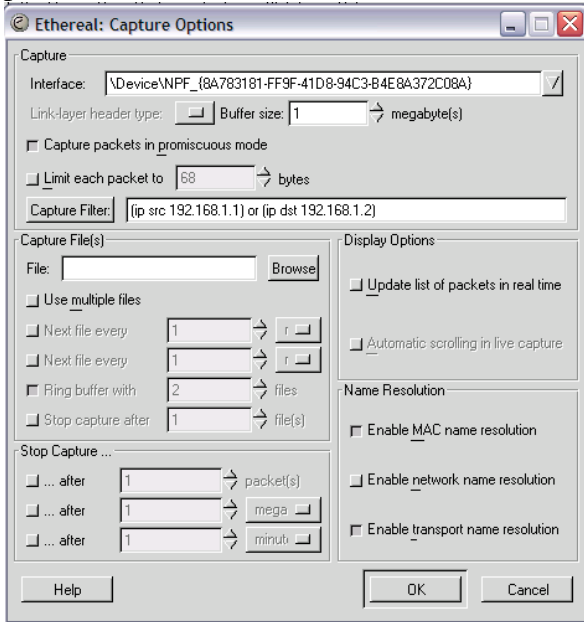 Ethereal: Capture Options
Capture
Interface: \Device\NPF_{8A783181-FF9F-41D8-94C3-B4E8A372C08A}
Link-layer header type: Buffer size: 1 megabyte(s)
Capture packets in promiscuous mode
Limit each packet to 68 bytes
Capture Filter: (ip src 192.168.1.1) or (ip dst 192.168.1.2)
Capture File(s)
File: Browse
Use multiple files
Next file every 1 r
Next file every 1 r
Ring buffer with 2 files
Stop capture after 1 file(s)
Stop Capture ...
... after 1 packet(s)
... after 1 mega
... after 1 minut
Display Options
Update list of packets in real time
Automatic scrolling in live capture
Name Resolution
Enable MAC name resolution
Enable network name resolution
Enable transport name resolution
Help
OK
Cancel